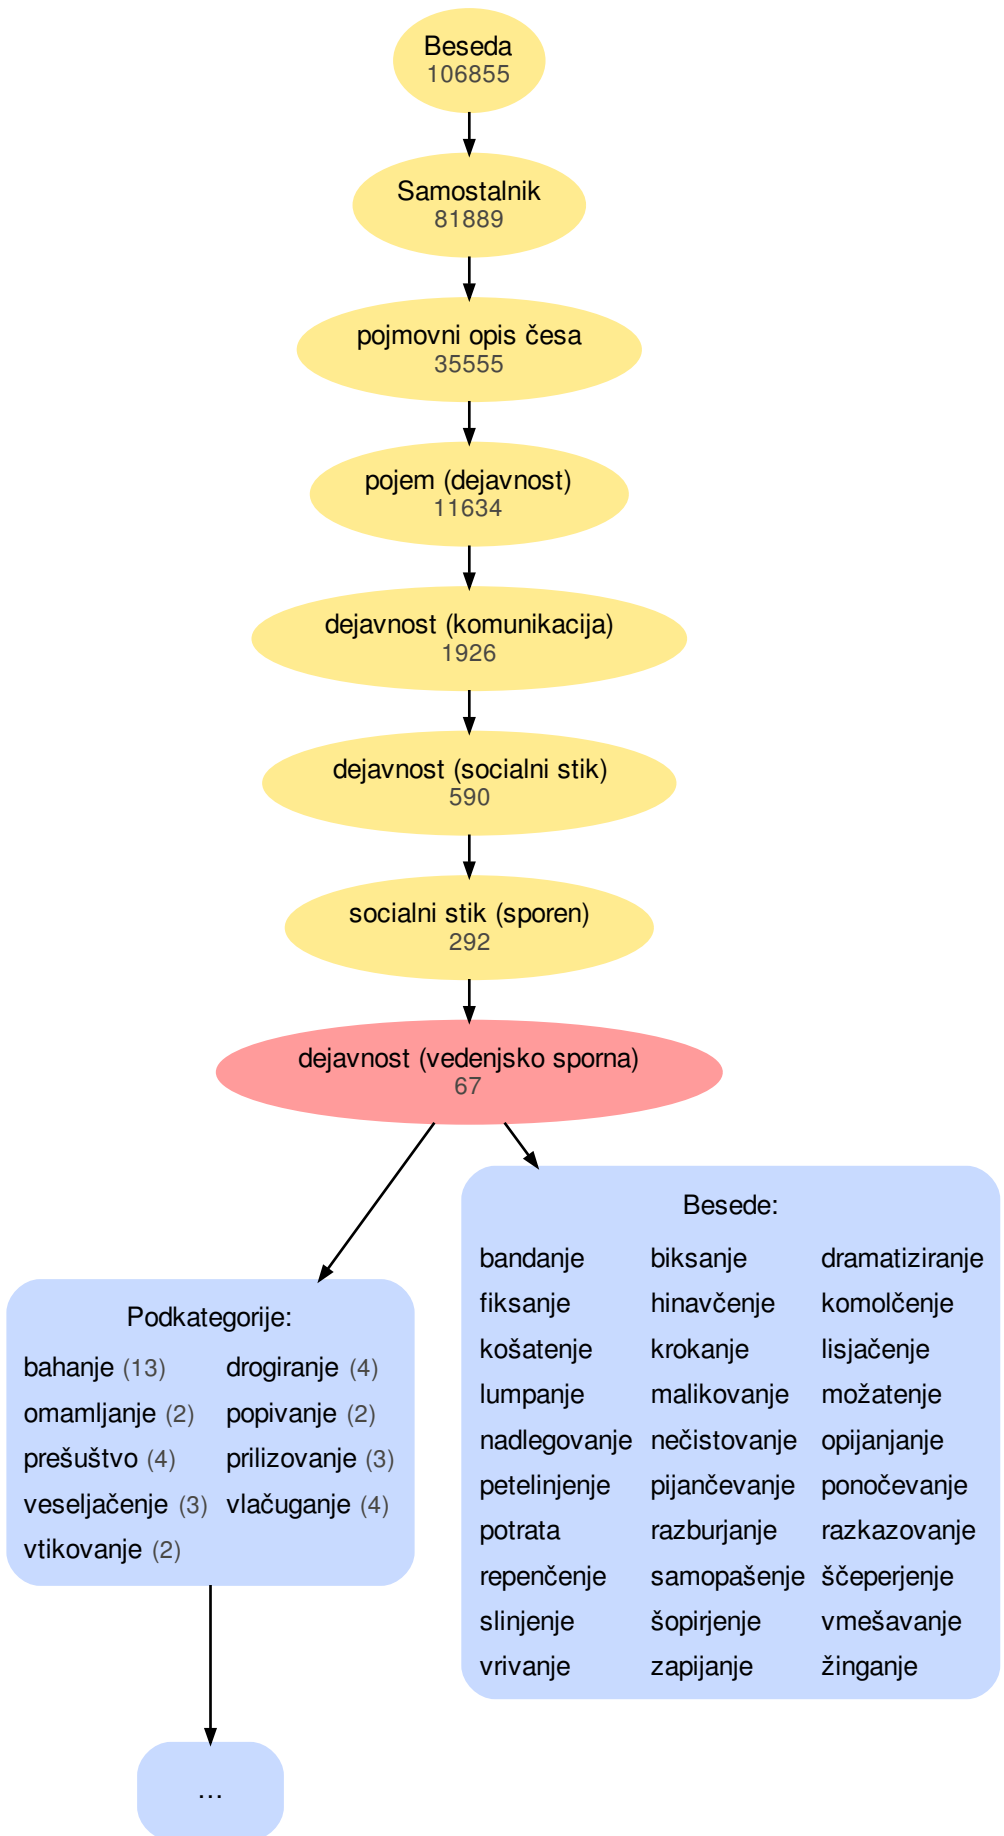 Beseda
106855
Samostalnik
81889
pojmovni opis česa
35555
pojem (dejavnost)
11634
dejavnost (komunikacija)
1926
dejavnost (socialni stik)
590
socialni stik (sporen)
292
dejavnost (vedenjsko sporna)
67
Podkategorije:
bahanje (13) drogiranje (4)
omamljanje (2) popivanje (2)
prešuštvo (4) prilizovanje (3)
veseljačenje (3) vlačuganje (4)
vtikovanje (2)
...
Besede:
bandanje biksanje dramatiziranje
fiksanje hinavčenje komolčenje
košatenje krokanje lisjačenje
lumpanje malikovanje možatenje
nadlegovanje nečistovanje opijanjanje
petelinjenje pijančevanje ponočevanje
potrata razburjanje razkazovanje
repenčenje samopašenje ščeperjenje
slinjenje šopirjenje vmešavanje
vrivanje zapijanje žinganje